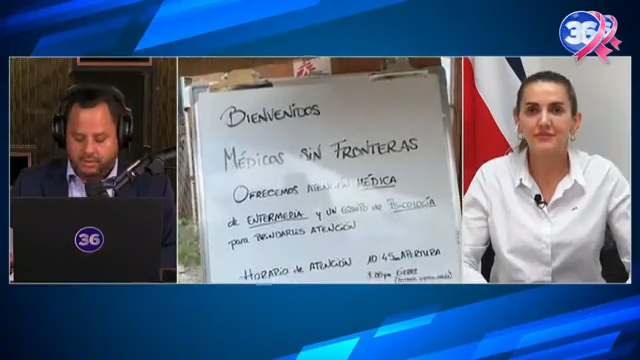 36
36
BIENVENIDOS
MÉDICOS SIN FRONTERAS
OFRECEMOS ATENCIÓN MÉDICA
de ENFERMERÍA y UN EQUIPO de PSICOLOGÍA
para BRINDARLES ATENCIÓN
HORARIO de ATENCIÓN 10:45am APERTURA
3:00pm CIERRE